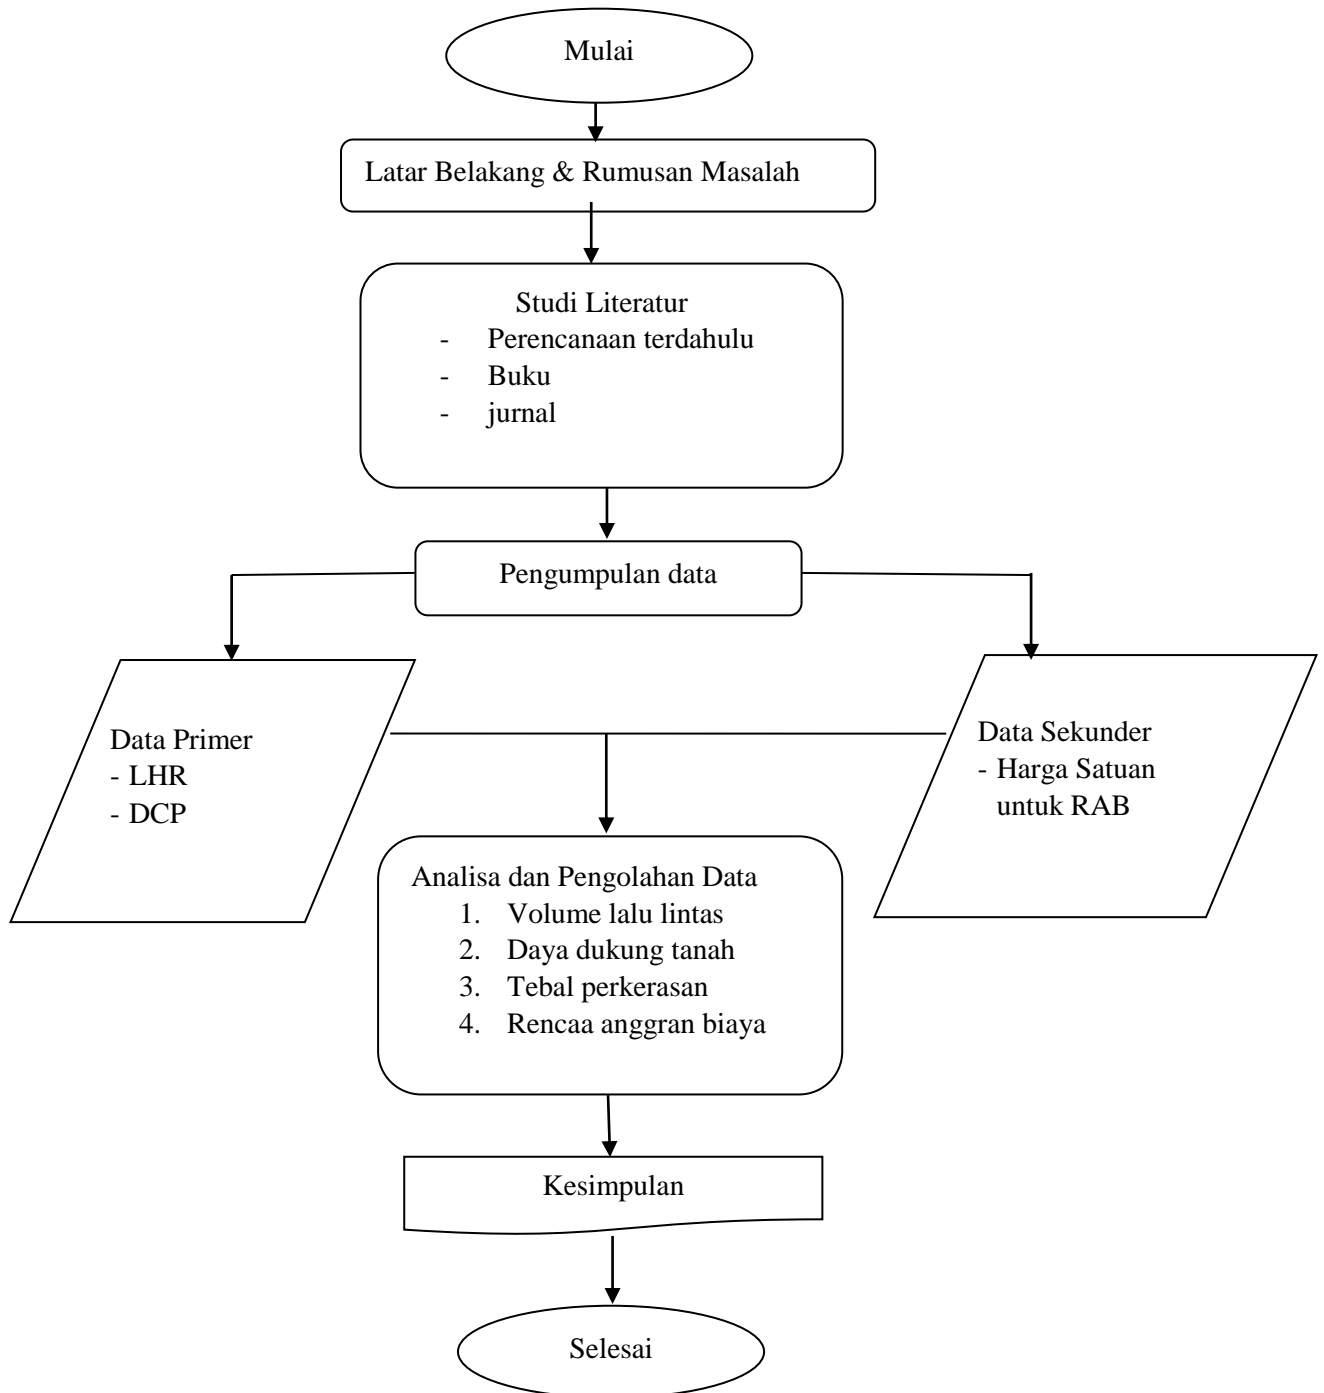 Mulai
Latar Belakang & Rumusan Masalah
Studi Literatur
- Perencanaan terdahulu
- Buku
- jurnal
Pengumpulan data
Data Primer
- LHR
- DCP
Data Sekunder
- Harga Satuan
untuk RAB
Analisa dan Pengolahan Data
1. Volume lalu lintas
2. Daya dukung tanah
3. Tebal perkerasan
4. Rencaa anggran biaya
Kesimpulan
Selesai